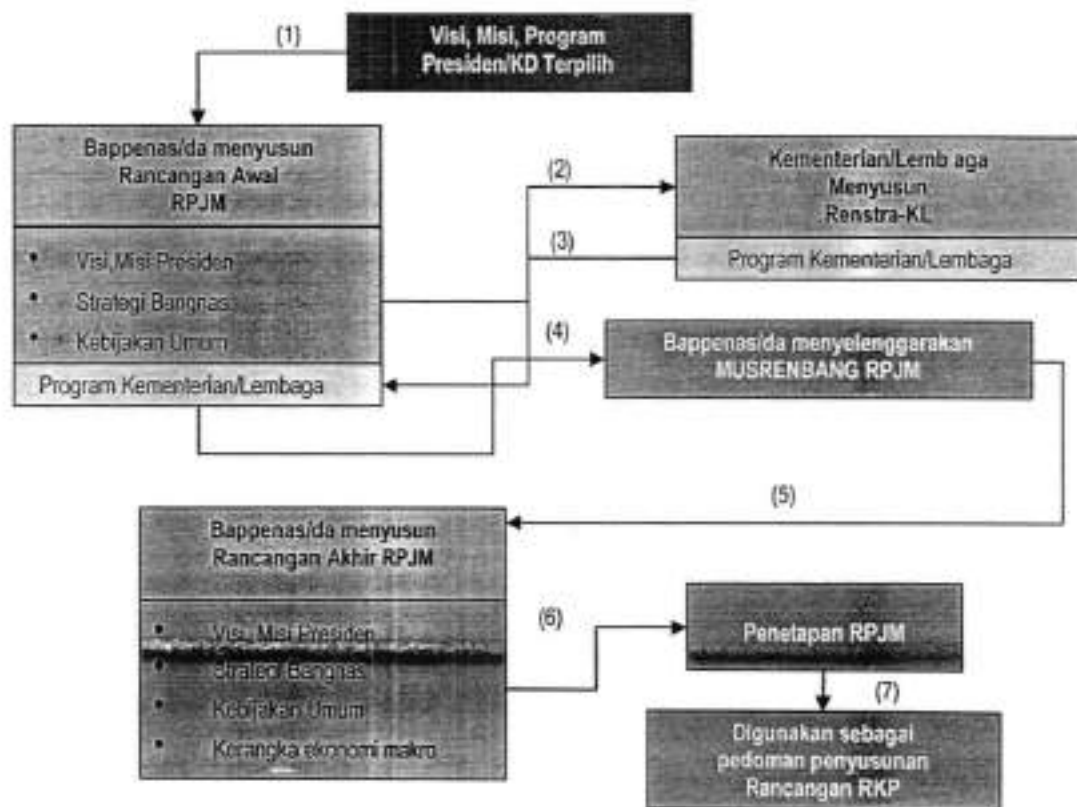 (1)
Visi, Misi, Program
Presiden/KD Terpilih
Bappenas/da menyusun
Rancangan Awal
RPJM
• Visi,Misi Presiden
• Strategi Bangnas
• Kebijakan Umum
Program Kementerian/Lembaga
(2)
Kementerian/Lemb aga
Menyusun
Renstra-KL
(3)
Program Kementerian/Lembaga
(4)
Bappenas/da menyelenggarakan
MUSRENBANG RPJM
(5)
Bappenas/da menyusun
Rancangan Akhir RPJM
• Visi, Misi Presiden
• Strategi Bangnas
• Kebijakan Umum
• Kerangka ekonomi makro
(6)
Penetapan RPJM
(7)
Digunakan sebagai
pedoman penyusunan
Rancangan RKP